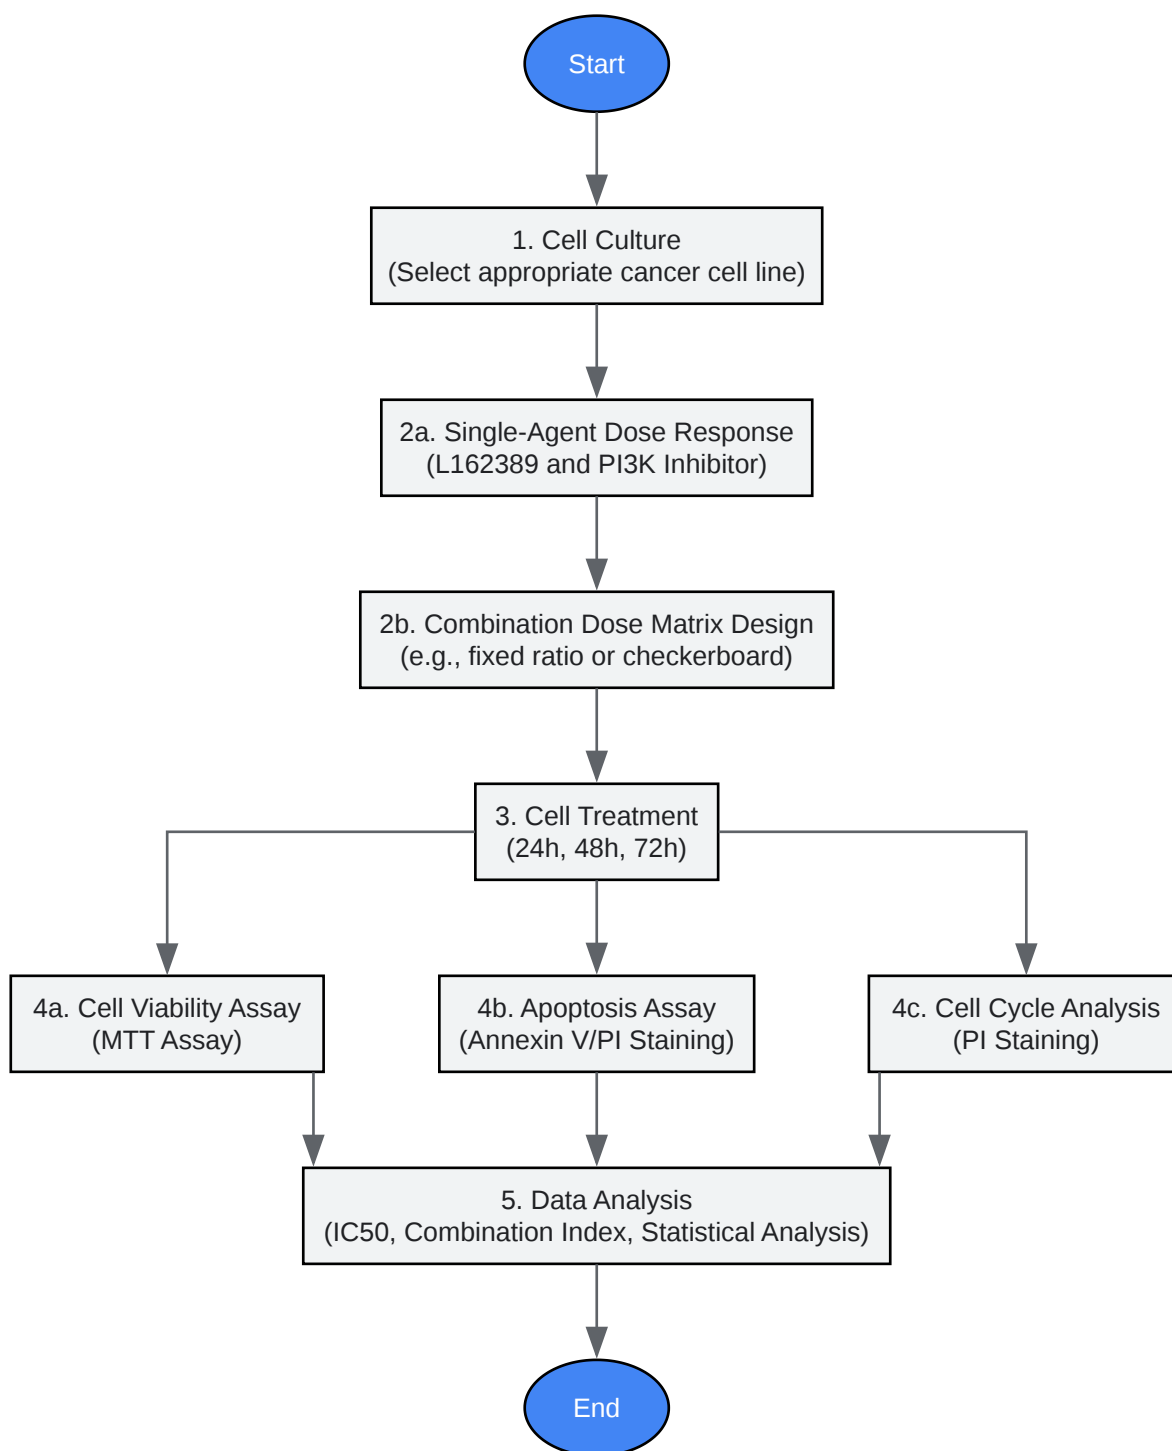 Start
1. Cell Culture
(Select appropriate cancer cell line)
2a. Single-Agent Dose Response
(L162389 and PI3K Inhibitor)
2b. Combination Dose Matrix Design
(e.g., fixed ratio or checkerboard)
3. Cell Treatment
(24h, 48h, 72h)
4a. Cell Viability Assay
(MTT Assay)
4b. Apoptosis Assay
(Annexin V/PI Staining)
4c. Cell Cycle Analysis
(PI Staining)
5. Data Analysis
(IC50, Combination Index, Statistical Analysis)
End